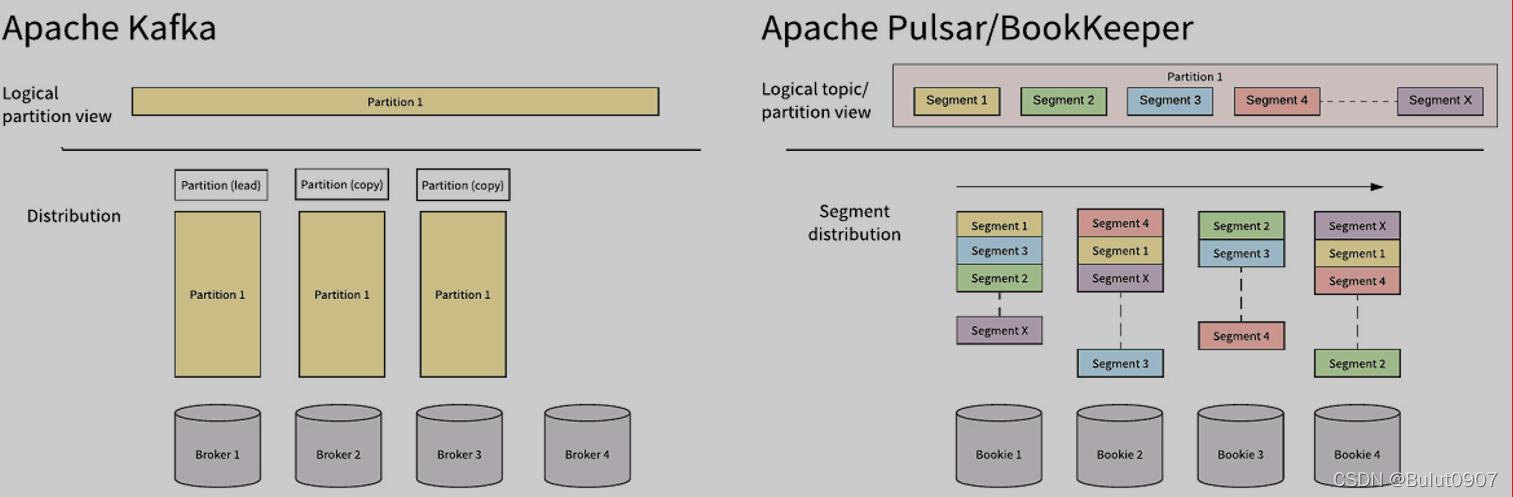 Apache Kafka
Logical
partition view
Partition 1
Distribution
Partition (lead)
Partition (copy)
Partition (copy)
Partition 1
Partition 1
Partition 1
Broker 1
Broker 2
Broker 3
Broker 4
Apache Pulsar/BookKeeper
Logical topic/
partition view
Partition 1
Segment 1
Segment 2
Segment 3
Segment 4
Segment X
Segment
distribution
Segment 1
Segment 3
Segment 2
Segment X
Segment 4
Segment 1
Segment X
Segment 3
Segment 2
Segment 3
Segment 4
Segment X
Segment 1
Segment 4
Segment 2
Bookie 1
Bookie 2
Bookie 3
Bookie 4
CSDN @Bulut0907